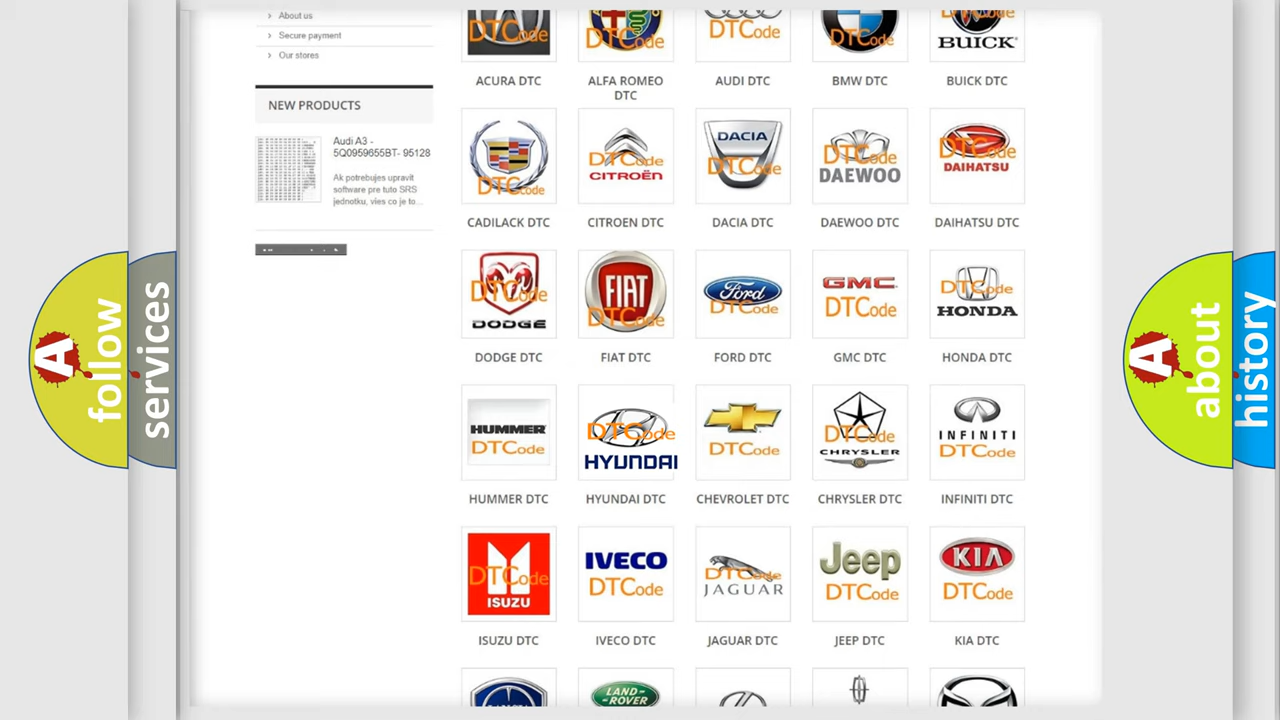 About us
Secure payment
Our stores
NEW PRODUCTS
Audi A3 -
5Q0959655BT- 95128
Ak potrebujes upravit
software pre tuto SRS
jednotku, vies co je to...
DTCode
DTCode
DTCode
DTCode
BUICK
ACURA DTC
ALFA ROMEO
DTC
AUDI DTC
BMW DTC
BUICK DTC
DTCode
DTCode
CITROËN
DACIA
DTCode
DTCode
DAEWOO
DTCode
DAIHATSU
CADILACK DTC
CITROEN DTC
DACIA DTC
DAEWOO DTC
DAIHATSU DTC
DTCode
DODGE
FIAT
DTCode
Ford
DTCode
GMC
DTCode
DTCode
HONDA
DODGE DTC
FIAT DTC
FORD DTC
GMC DTC
HONDA DTC
HUMMER
DTCode
DTCode
HYUNDAI
DTCode
DTCode
CHRYSLER
INFINITI
DTCode
HUMMER DTC
HYUNDAI DTC
CHEVROLET DTC
CHRYSLER DTC
INFINITI DTC
DTCode
ISUZU
IVECO
DTCode
DTCode
JAGUAR
Jeep
DTCode
KIA
DTCode
ISUZU DTC
IVECO DTC
JAGUAR DTC
JEEP DTC
KIA DTC
LAND-
ROVER
A
follow
services
A
about
history